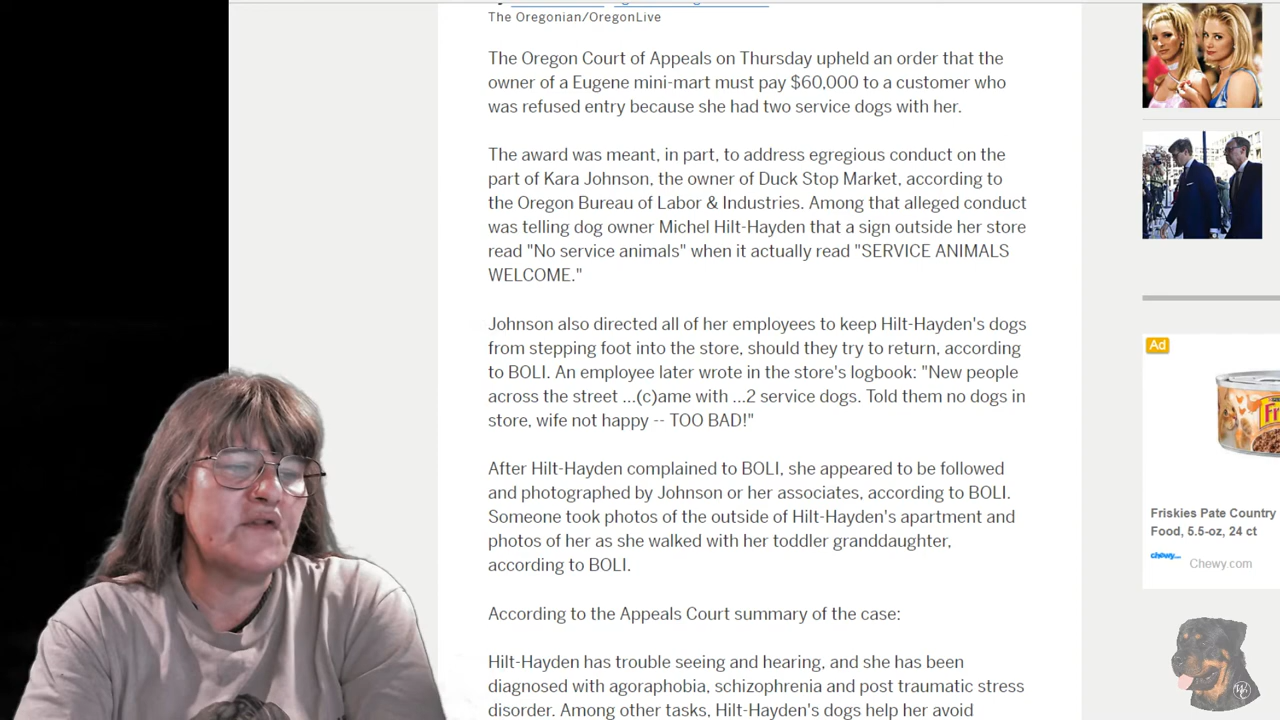 The Oregonian/OregonLive
The Oregon Court of Appeals on Thursday upheld an order that the
owner of a Eugene mini-mart must pay $60,000 to a customer who
was refused entry because she had two service dogs with her.
The award was meant, in part, to address egregious conduct on the
part of Kara Johnson, the owner of Duck Stop Market, according to
the Oregon Bureau of Labor & Industries. Among that alleged conduct
was telling dog owner Michel Hilt-Hayden that a sign outside her store
read "No service animals" when it actually read "SERVICE ANIMALS
WELCOME."
Johnson also directed all of her employees to keep Hilt-Hayden's dogs
from stepping foot into the store, should they try to return, according
to BOLI. An employee later wrote in the store's logbook: "New people
across the street ...(c)ame with ...2 service dogs. Told them no dogs in
store, wife not happy -- TOO BAD!"
After Hilt-Hayden complained to BOLI, she appeared to be followed
and photographed by Johnson or her associates, according to BOLI.
Someone took photos of the outside of Hilt-Hayden's apartment and
photos of her as she walked with her toddler granddaughter,
according to BOLI.
According to the Appeals Court summary of the case:
Hilt-Hayden has trouble seeing and hearing, and she has been
diagnosed with agoraphobia, schizophrenia and post traumatic stress
disorder. Among other tasks, Hilt-Hayden's dogs help her avoid
Ad
Friskies Pate Country
Food, 5.5-oz, 24 ct
chewy
Chewy.com